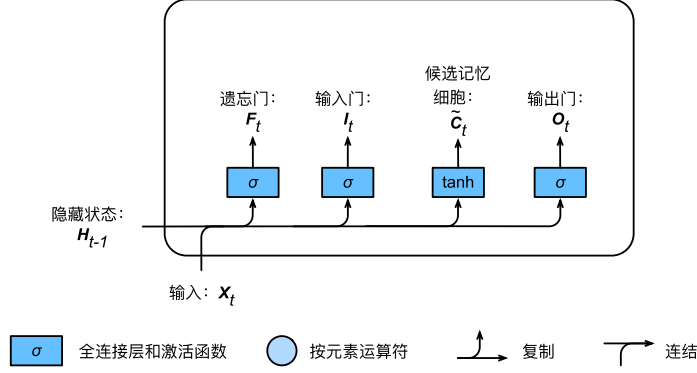 候选记忆
遗忘门： 输入门： 细胞： 输出门：
F_t I_t C̃_t O_t
σ σ tanh σ
隐藏状态：
H_{t-1}
输入：X_t
σ 全连接层和激活函数 按元素运算符 复制 连结